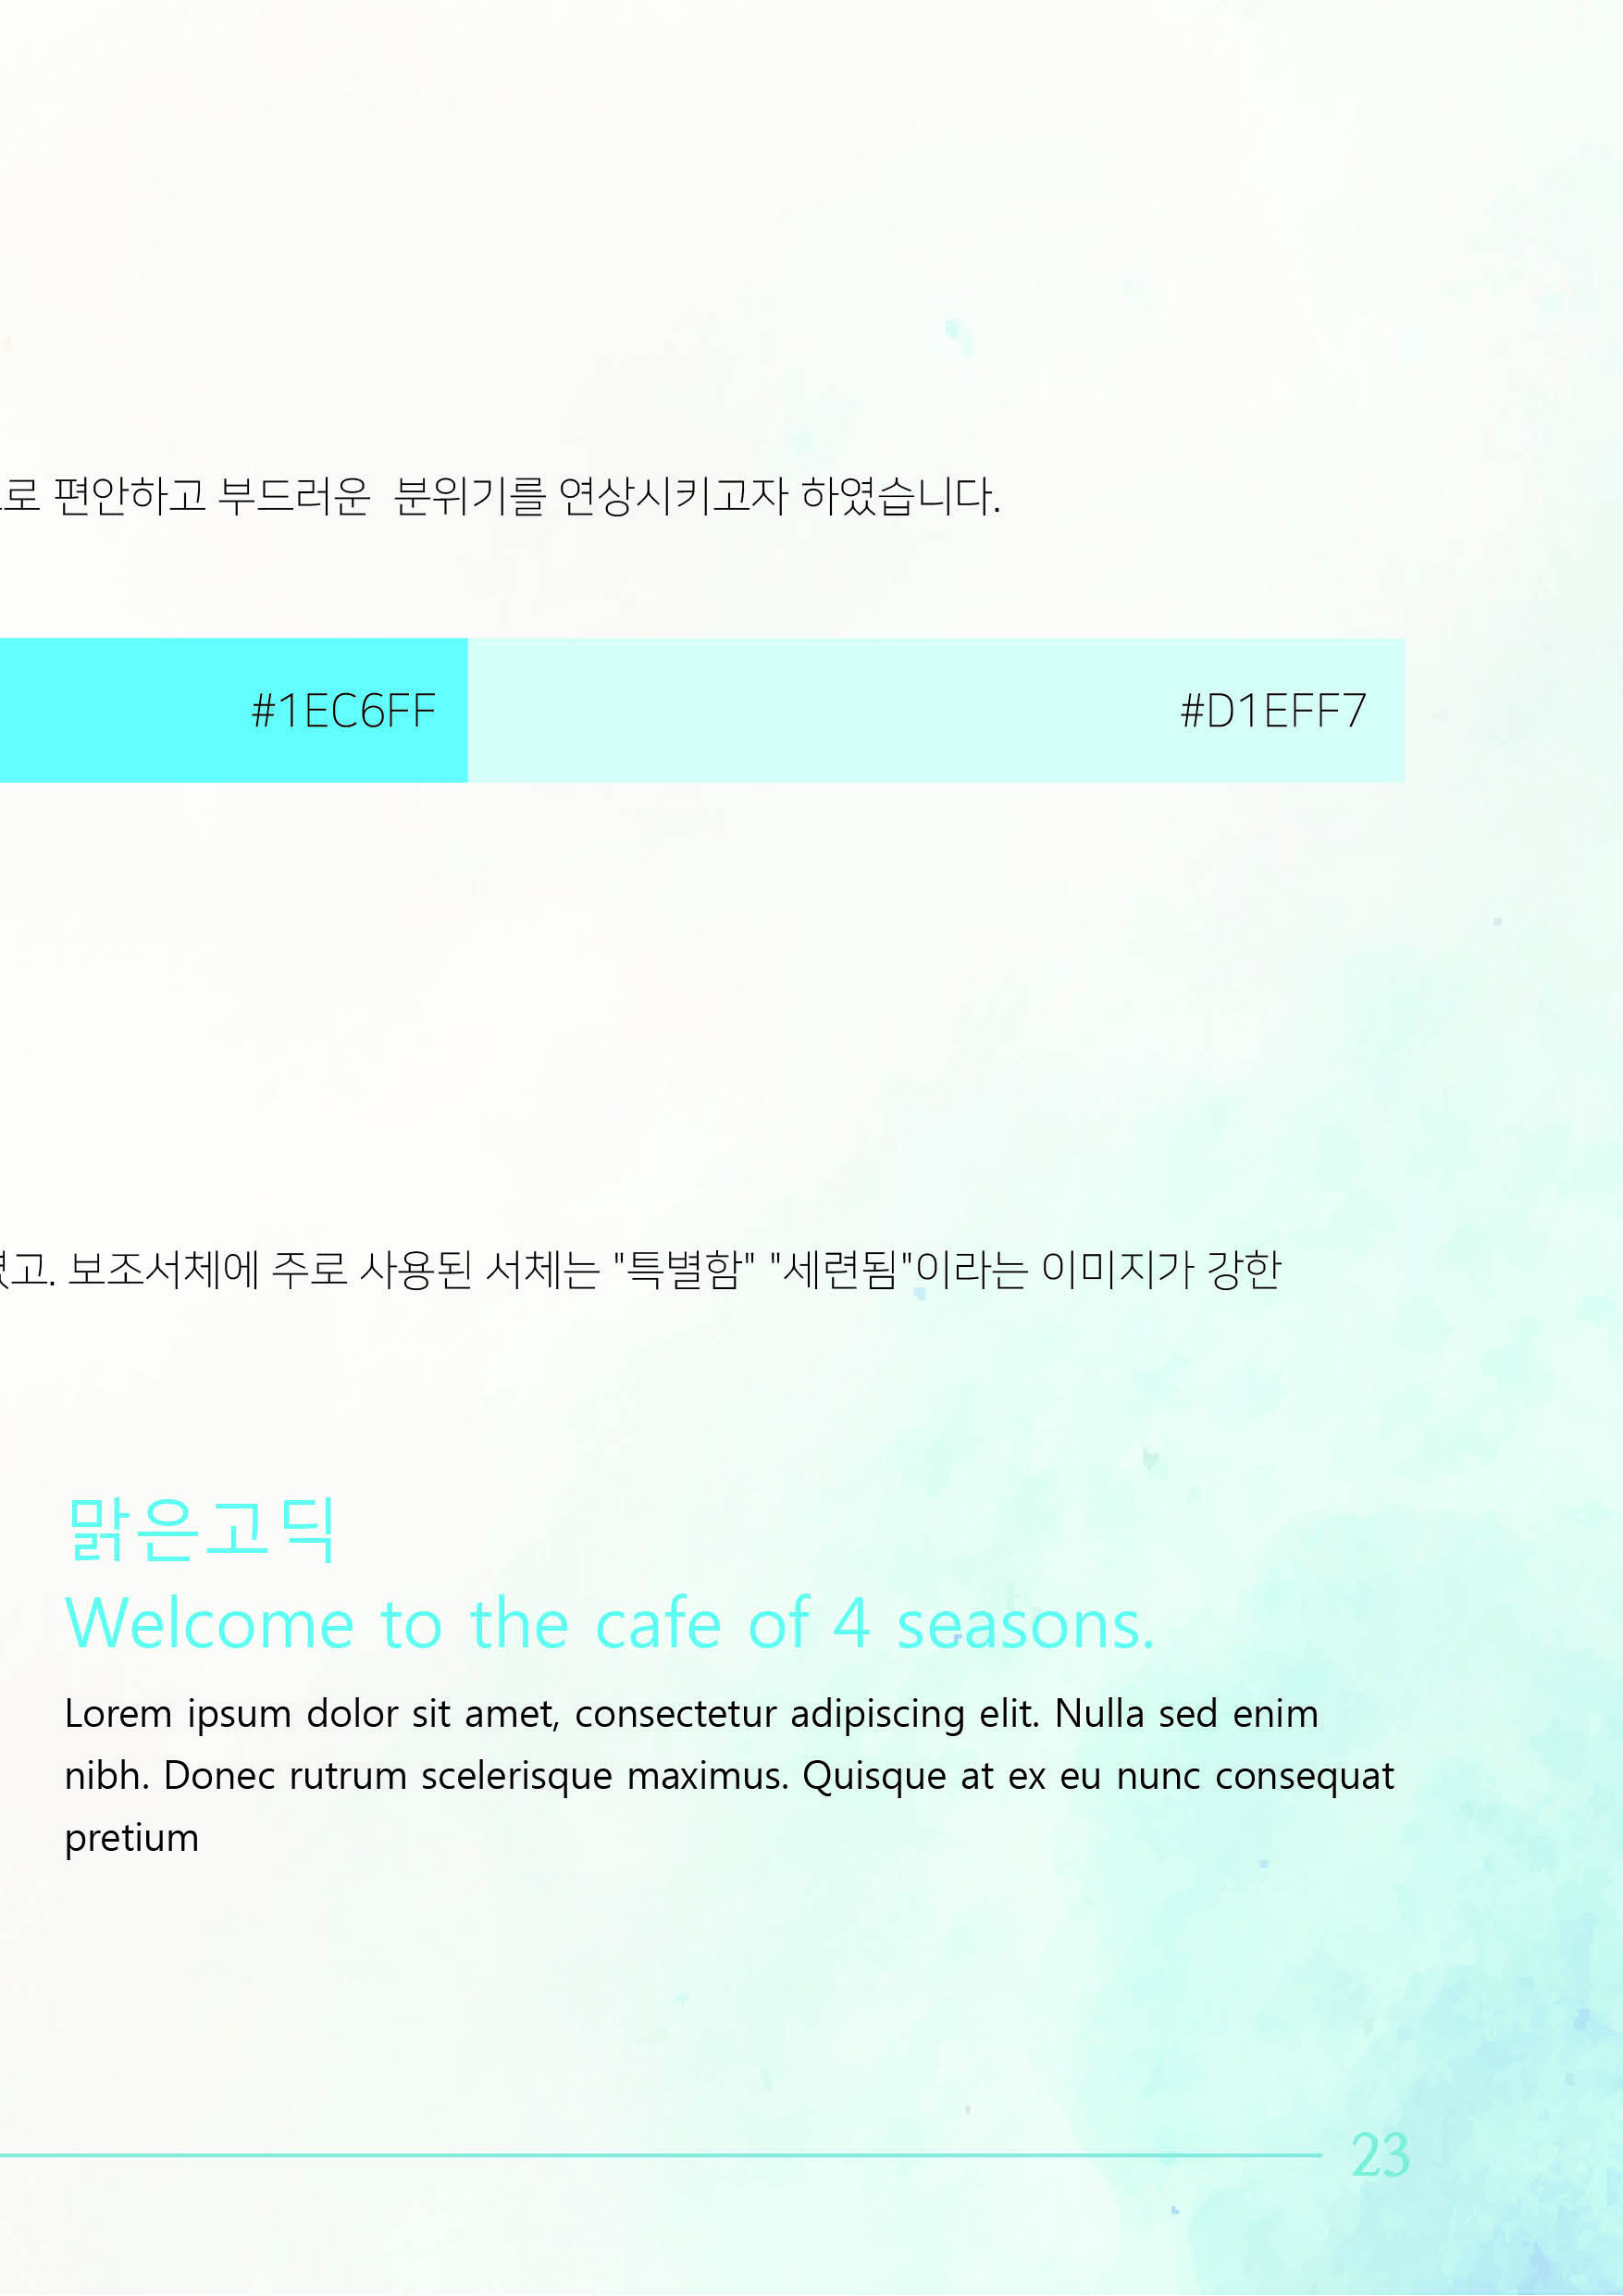 로 편안하고 부드러운 분위기를 연상시키고자 하였습니다.
#1EC6FF
#D1EFF7
고. 보조서체에 주로 사용된 서체는 "특별함" "세련됨"이라는 이미지가 강한
맑은고딕
Welcome to the cafe of 4 seasons.
Lorem ipsum dolor sit amet, consectetur adipiscing elit. Nulla sed enim
nibh. Donec rutrum scelerisque maximus. Quisque at ex eu nunc consequat
pretium
23